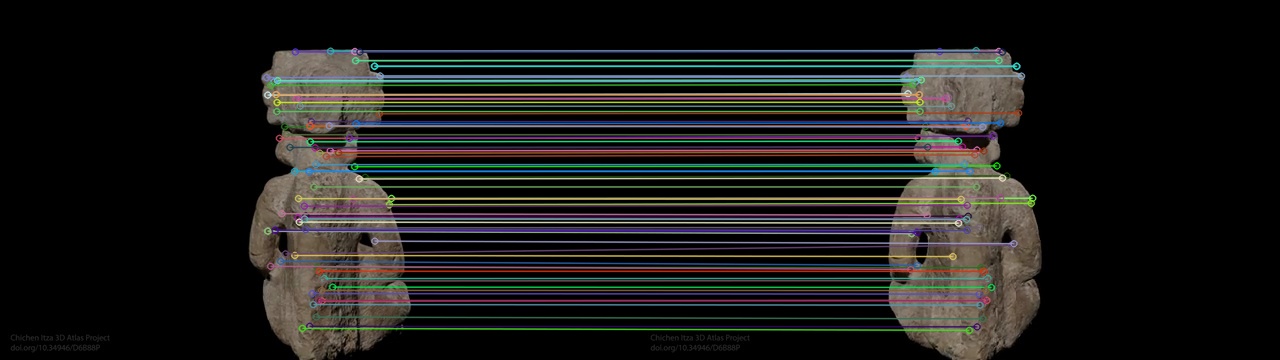 Chichen Itza 3D Atlas Project
doi.org/10.34946/D6B88P
Chichen Itza 3D Atlas Project
doi.org/10.34946/D6B88P